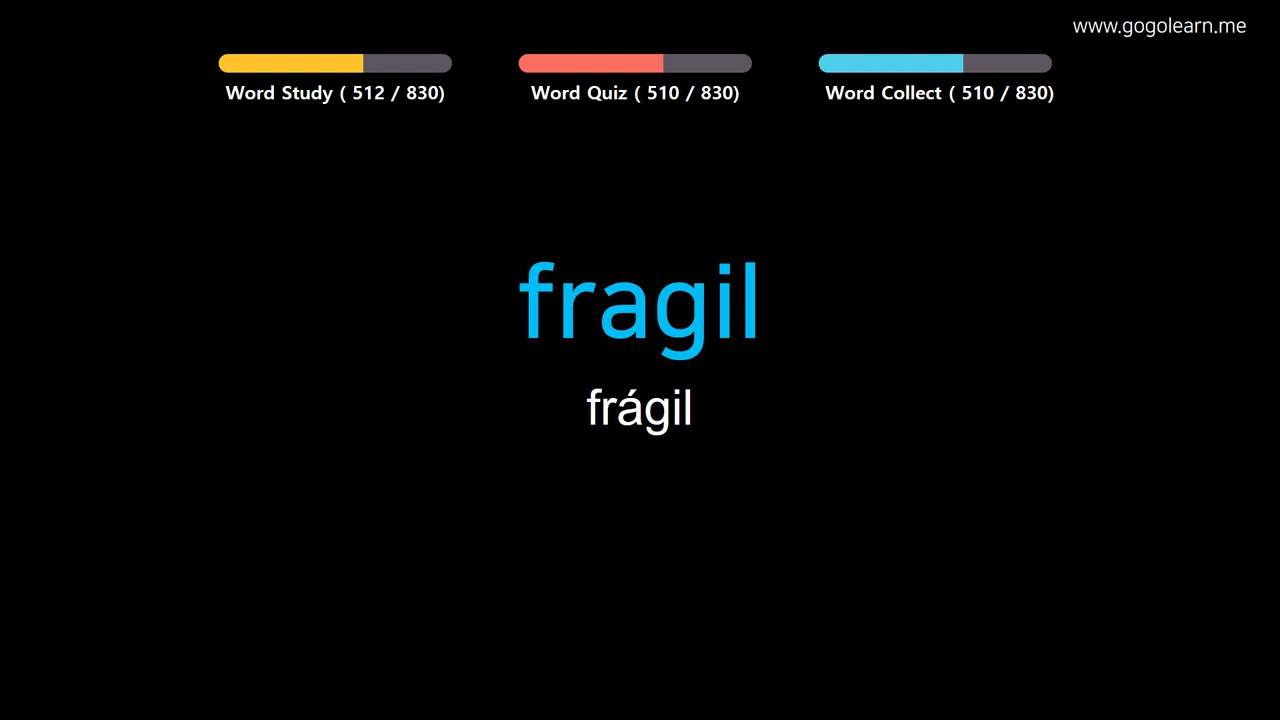 www.gogolearn.me
Word Study ( 512 / 830)
Word Quiz ( 510 / 830)
Word Collect ( 510 / 830)
fragil
frágil